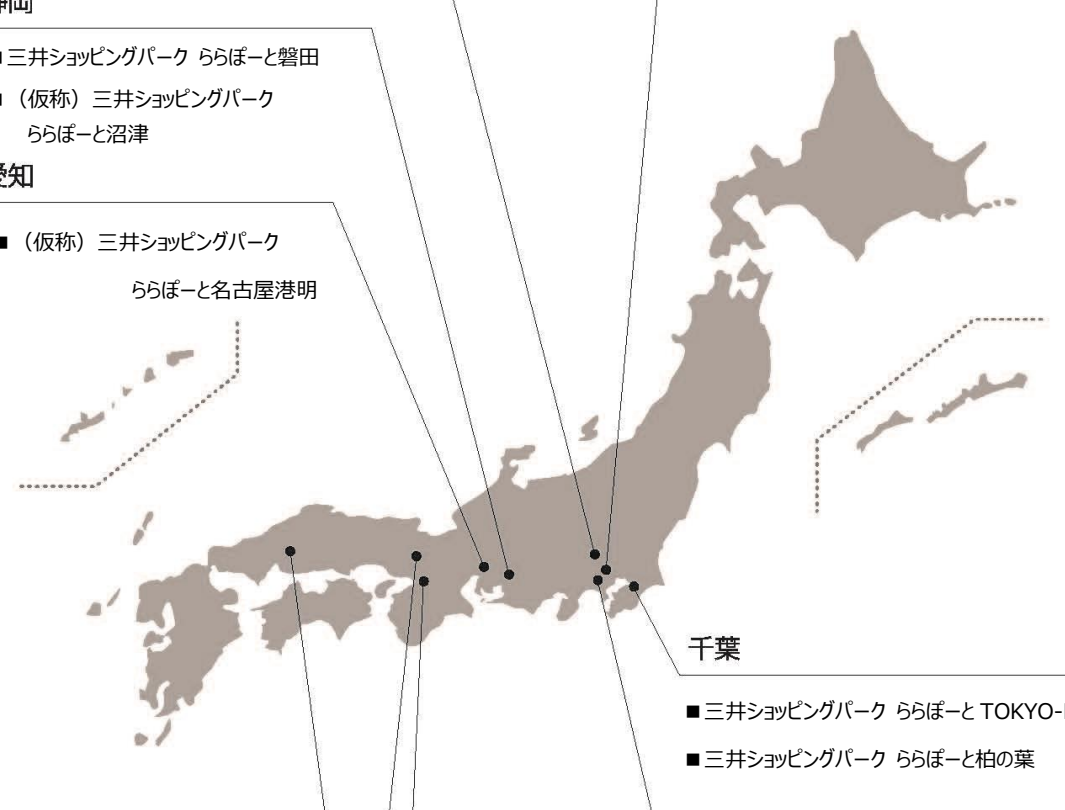 静岡
■三井ショッピングパーク ららぽーと磐田
■（仮称）三井ショッピングパーク
ららぽーと沼津
愛知
■（仮称）三井ショッピングパーク
ららぽーと名古屋港明
千葉
■三井ショッピングパーク ららぽーと TOKYO-
■三井ショッピングパーク ららぽーと柏の葉